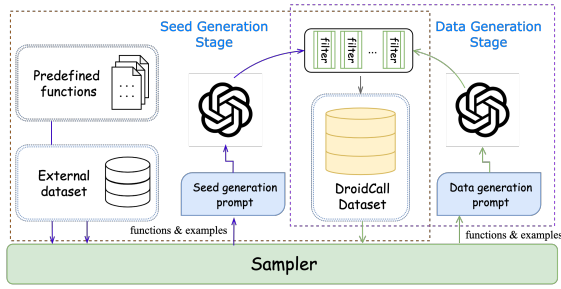 Seed Generation
Stage
Data Generation
Stage
filter
filter
...
filter
Predefined
functions
...
External
dataset
Seed generation
prompt
DroidCall
Dataset
Data generation
prompt
functions & examples
functions & examples
Sampler